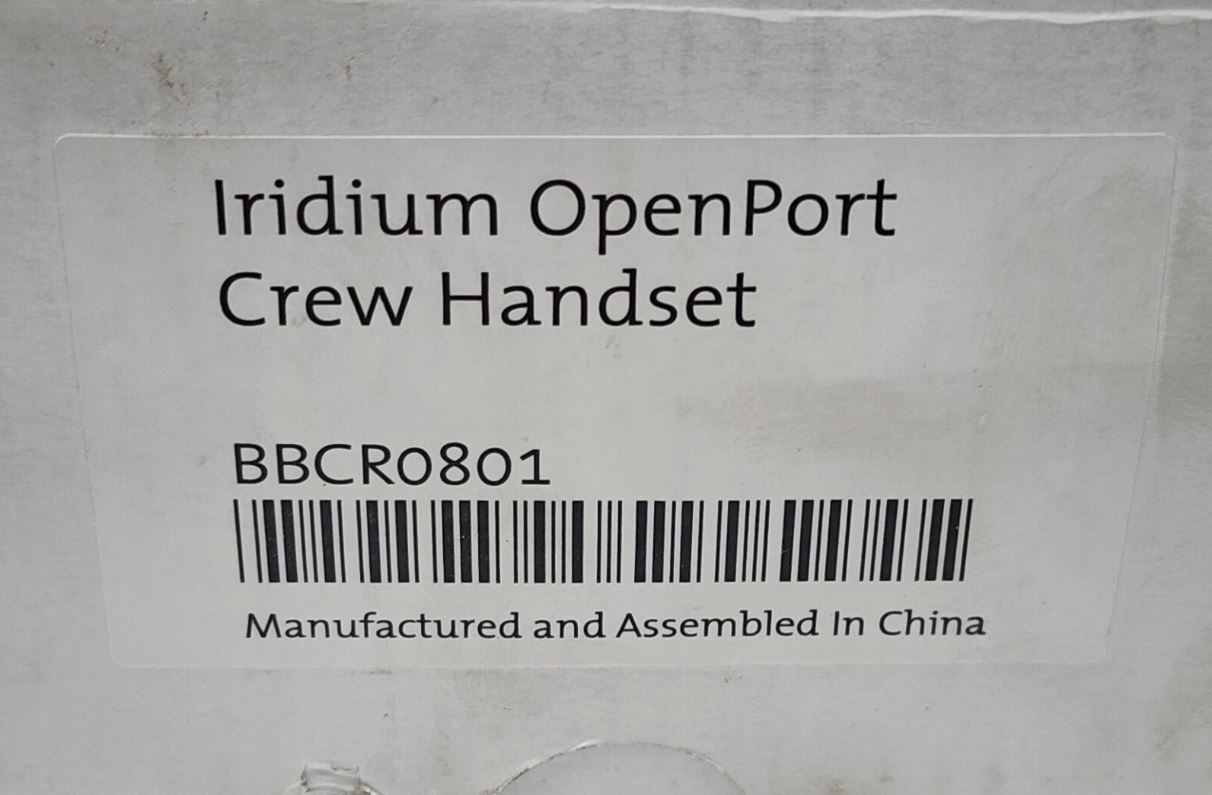 Iridium OpenPort
Crew Handset
BBCR0801
Manufactured and Assembled In China